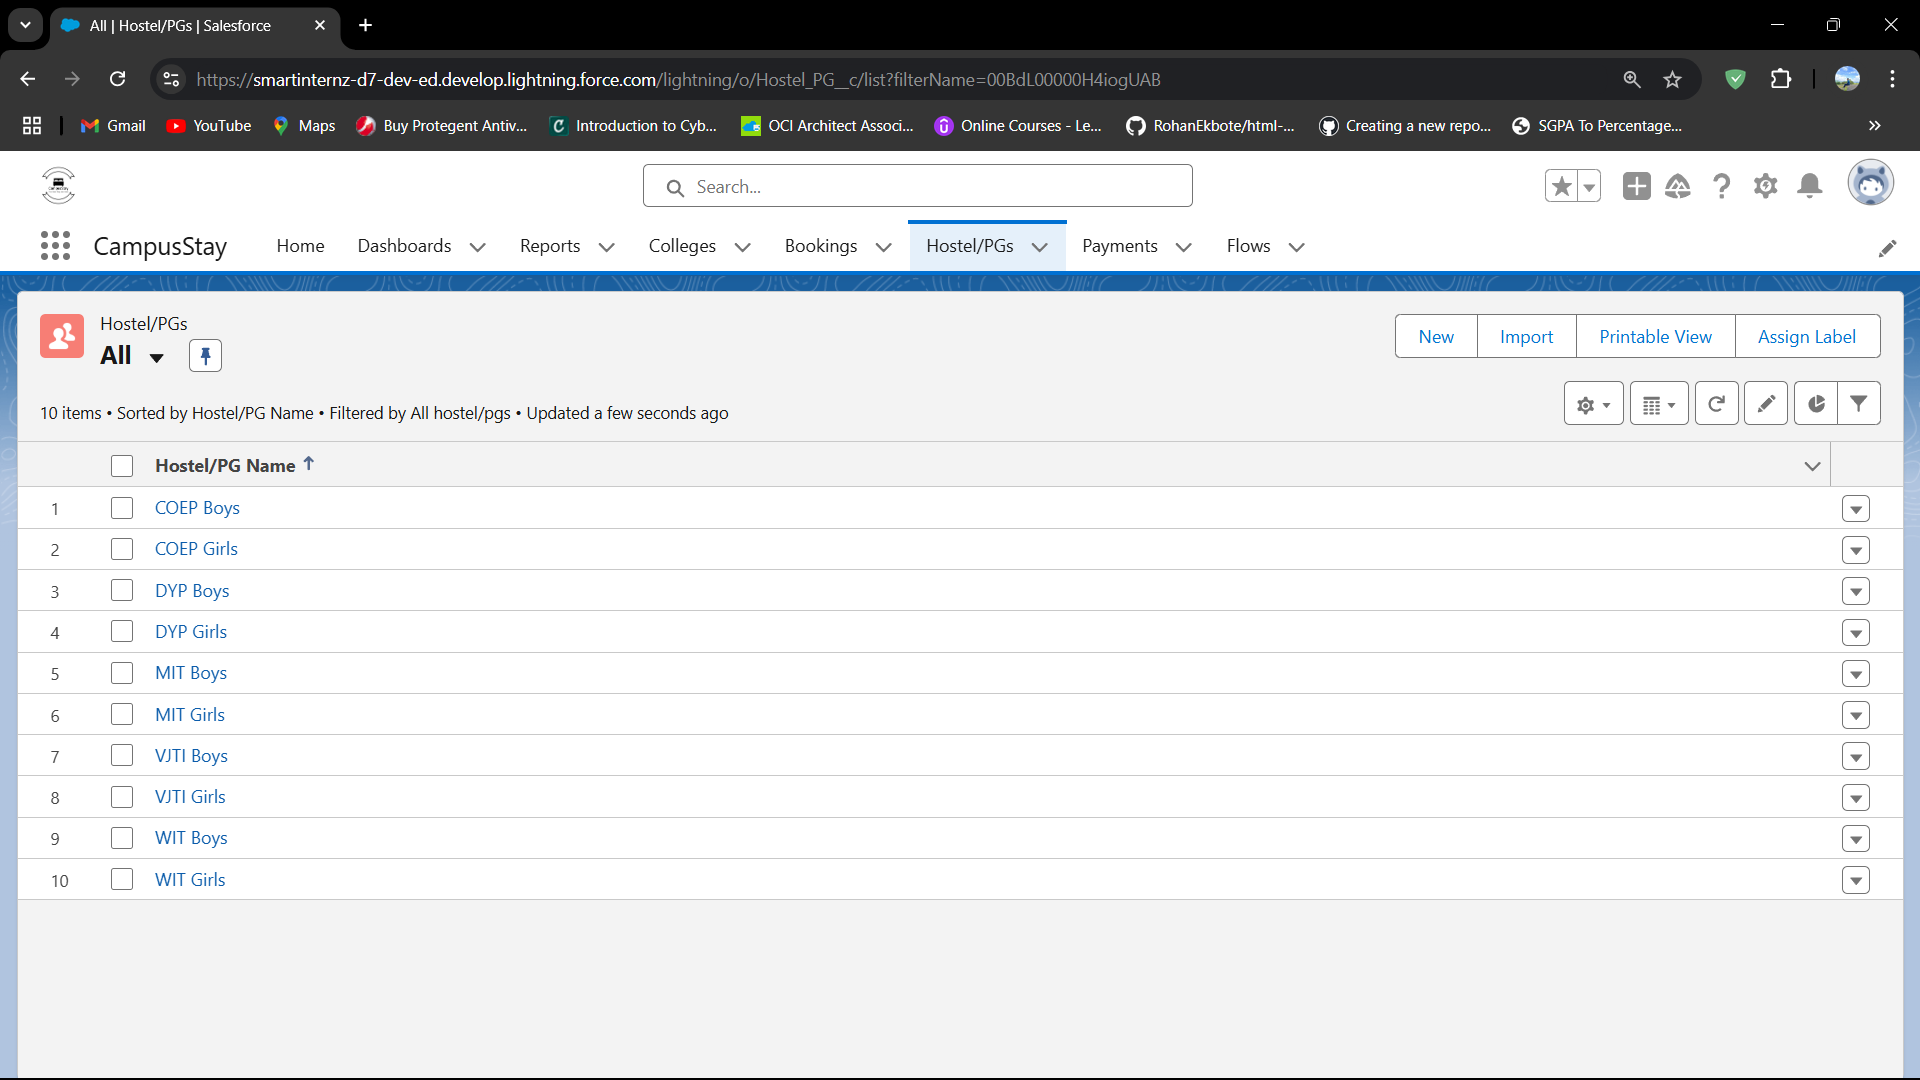 All | Hostel/PGs | Salesforce
https://smartinternz-d7-dev-ed.develop.lightning.force.com/lightning/o/Hostel_PG__c/list?filterName=00BdL00000H4iogUAB
Gmail YouTube Maps Buy Protegent Antiv... Introduction to Cyb... OCI Architect Associ... Online Courses - Le... RohanEkbote/html-... Creating a new repo... SGPA To Percentage...
Search...
CampusStay Home Dashboards Reports Colleges Bookings Hostel/PGs Payments Flows
Hostel/PGs
All
New Import Printable View Assign Label
10 items • Sorted by Hostel/PG Name • Filtered by All hostel/pgs • Updated a few seconds ago
Hostel/PG Name ↑
1 COEP Boys
2 COEP Girls
3 DYP Boys
4 DYP Girls
5 MIT Boys
6 MIT Girls
7 VJTI Boys
8 VJTI Girls
9 WIT Boys
10 WIT Girls